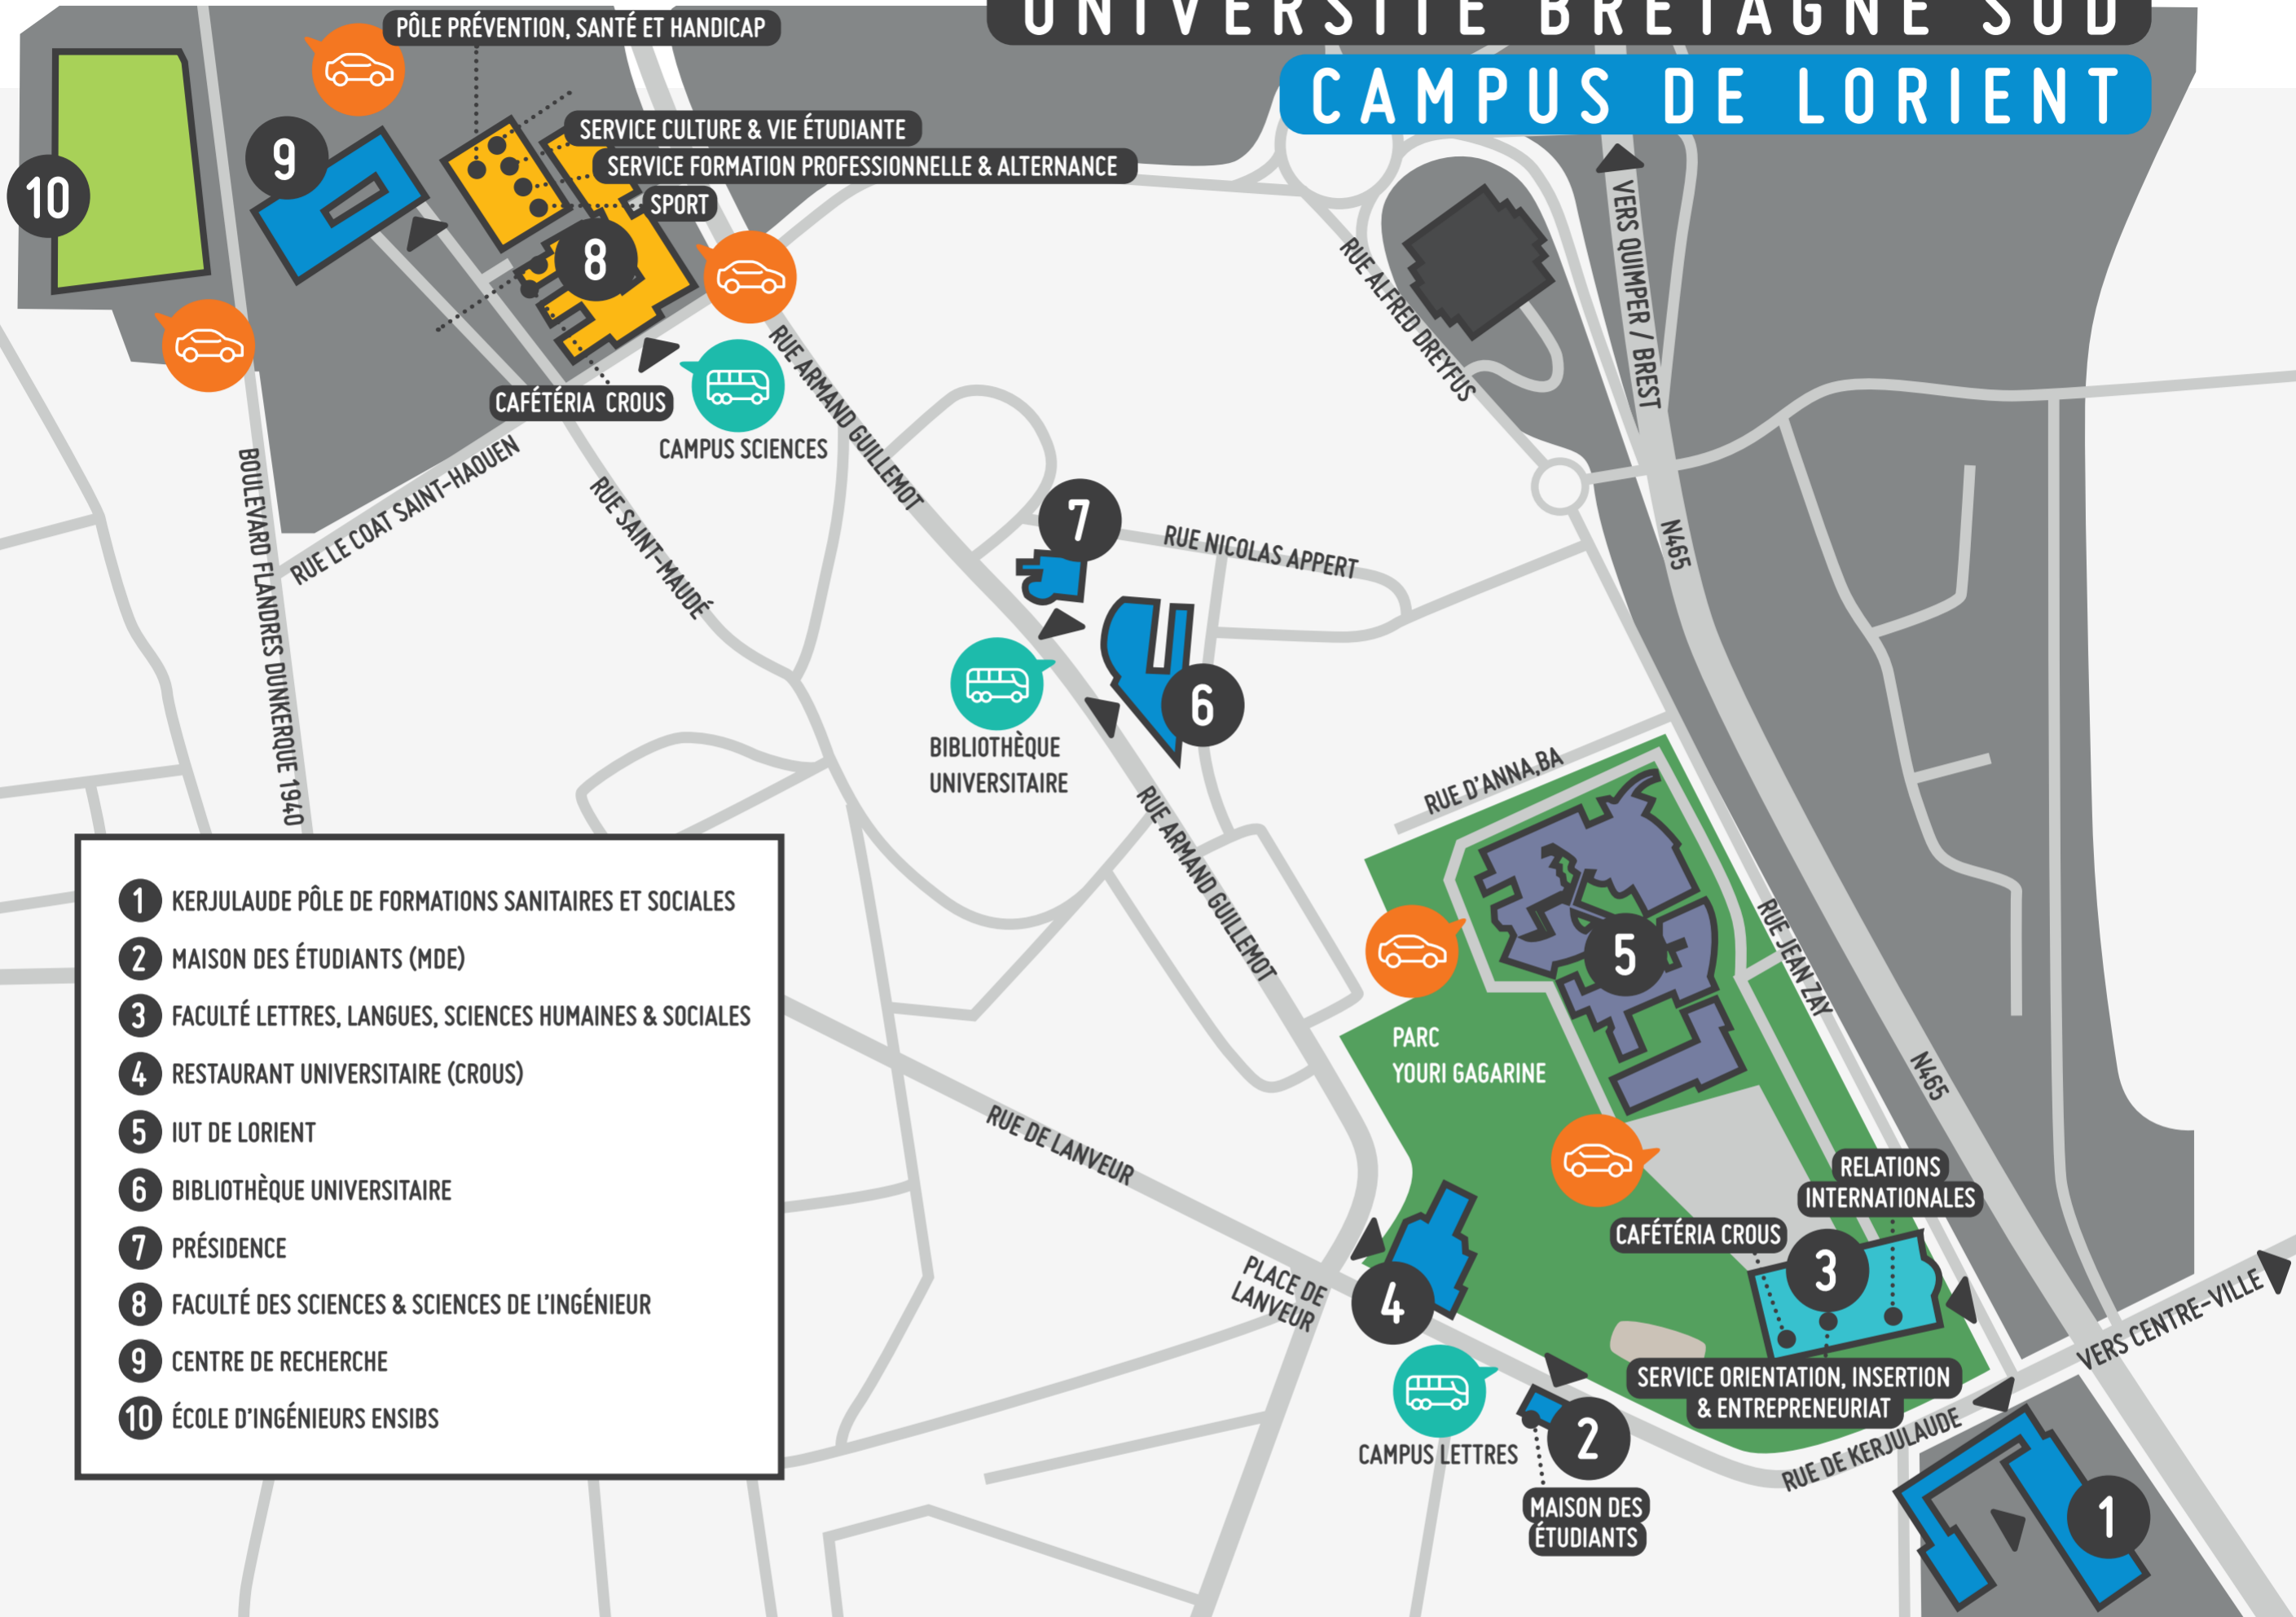 UNIVERSITÉ BRETAGNE SUD
CAMPUS DE LORIENT
PÔLE PRÉVENTION, SANTÉ ET HANDICAP
SERVICE CULTURE & VIE ÉTUDIANTE
SERVICE FORMATION PROFESSIONNELLE & ALTERNANCE
SPORT
10
9
8
CAFÉTÉRIA CROUS
CAMPUS SCIENCES
RUE ARMAND GUILLEMOT
RUE ALFRED DREYFUS
VERS QUIMPER / BREST
BOULEVARD FLANDRES DUNKERQUE 1940
RUE LE COAT SAINT-HAOUEN
RUE SAINT-MAUDÉ
7
RUE NICOLAS APPERT
N465
6
BIBLIOTHÈQUE
UNIVERSITAIRE
RUE ARMAND GUILLEMOT
RUE D'ANNA,BA
5
RUE JEAN ZAY
PARC
YOURI GAGARINE
N465
RUE DE LANVEUR
RELATIONS
INTERNATIONALES
CAFÉTÉRIA CROUS
3
PLACE DE
LANVEUR
4
VERS CENTRE-VILLE
SERVICE ORIENTATION, INSERTION
& ENTREPRENEURIAT
CAMPUS LETTRES
2
RUE DE KERJULAUDE
MAISON DES
ÉTUDIANTS
1
1 KERJULAUDE PÔLE DE FORMATIONS SANITAIRES ET SOCIALES
2 MAISON DES ÉTUDIANTS (MDE)
3 FACULTÉ LETTRES, LANGUES, SCIENCES HUMAINES & SOCIALES
4 RESTAURANT UNIVERSITAIRE (CROUS)
5 IUT DE LORIENT
6 BIBLIOTHÈQUE UNIVERSITAIRE
7 PRÉSIDENCE
8 FACULTÉ DES SCIENCES & SCIENCES DE L'INGÉNIEUR
9 CENTRE DE RECHERCHE
10 ÉCOLE D'INGÉNIEURS ENSIBS